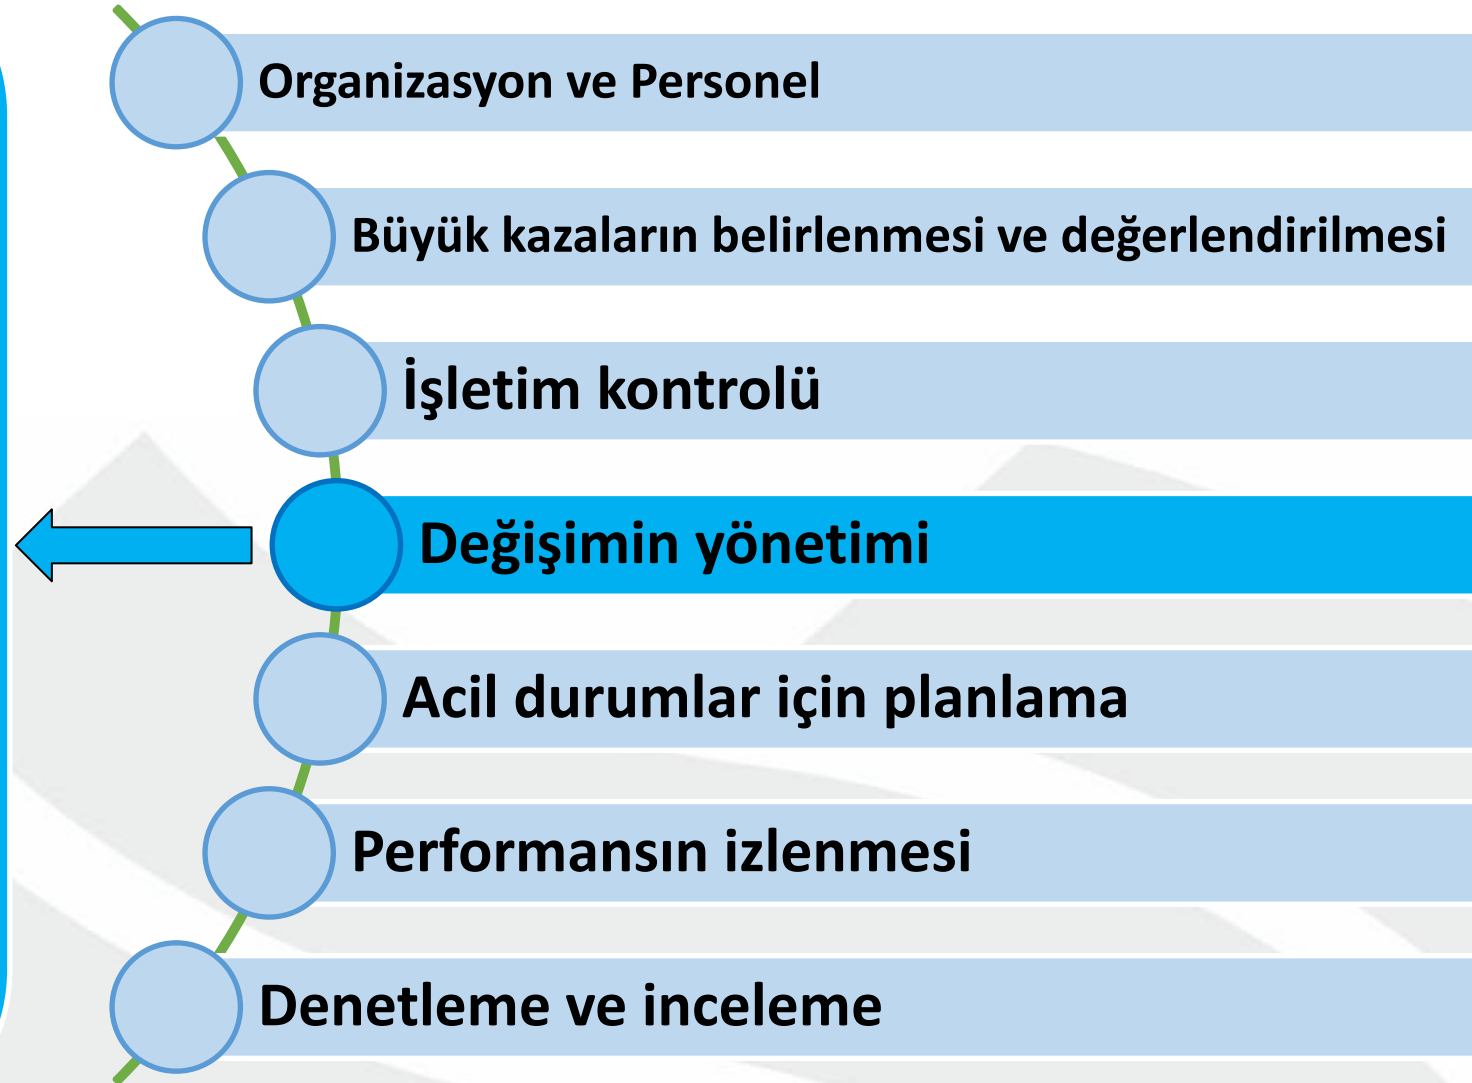 Organizasyon ve Personel
Büyük kazaların belirlenmesi ve değerlendirilmesi
İşletim kontrolü
Değişimin yönetimi
Acil durumlar için planlama
Performansın izlenmesi
Denetleme ve inceleme